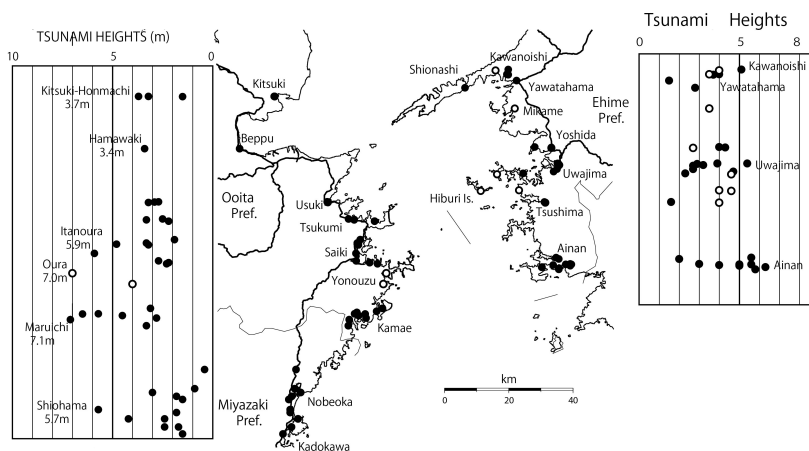 TSUNAMI HEIGHTS (m)
10 5 0
Kitsuki-Honmachi
3.7m
Hamawaki
3.4m
Itanoura
5.9m
Oura
7.0m
Maruichi
7.1m
Shiohama
5.7m
Kitsuki
Beppu
Ooita
Pref.
Usuki
Tsukumi
Saiki
Yonouzu
Kamae
Miyazaki
Pref.
Nobeoka
Kadokawa
Kawanoishi
Shionashi
Yawatahama
Mikame
Ehime
Pref.
Yoshida
Uwajima
Hiburi Is.
Tsushima
Ainan
km
0 20 40
Tsunami Heights
0 5 8
Kawanoishi
Yawatahama
Uwajima
Ainan